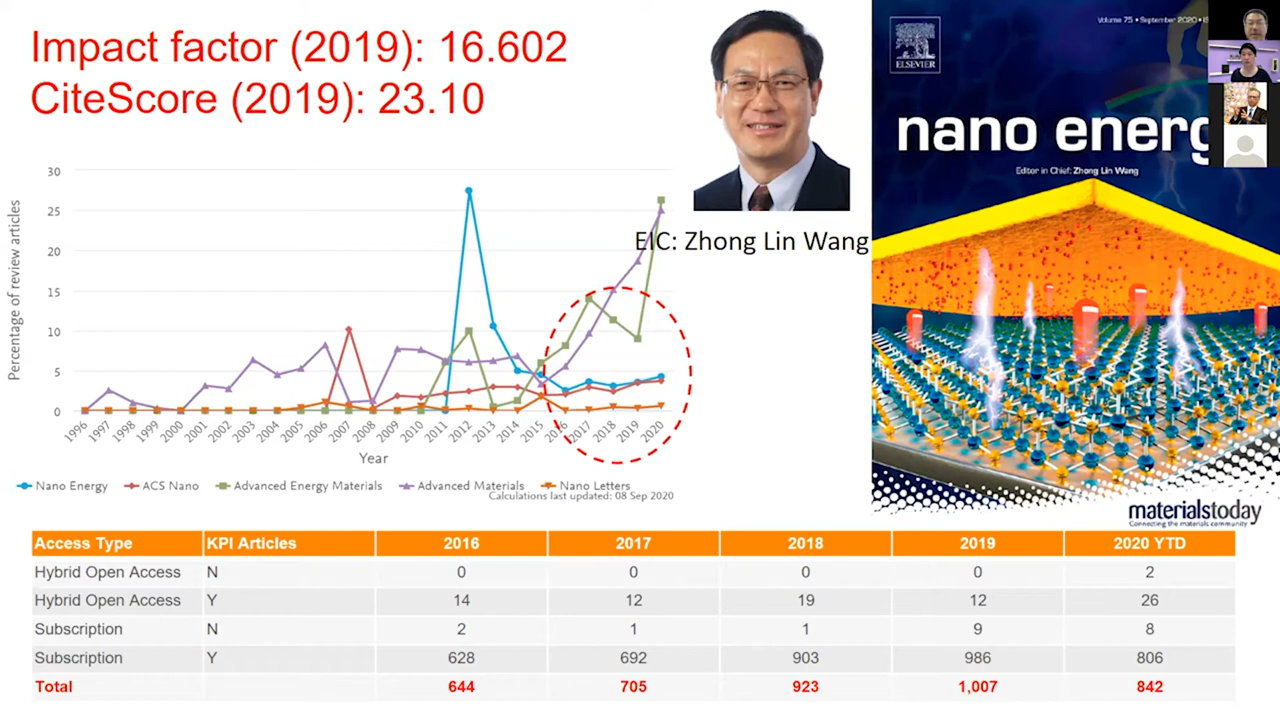 Impact factor (2019): 16.602
CiteScore (2019): 23.10
EIC: Zhong Lin Wang
Percentage of review articles
30
25
20
15
10
5
0
1996
1997
1998
1999
2000
2001
2002
2003
2004
2005
2006
2007
2008
2009
2010
2011
2012
2013
2014
2015
2016
2017
2018
2019
2020
Year
Nano Energy ACS Nano Advanced Energy Materials Advanced Materials Nano Letters
Calculations last updated: 08 Sep 2020
Volume 75 • September 2020 • IS
ELSEVIER
nano energ
Editor in Chief: Zhong Lin Wang
materialstoday
Connecting the materials community
Access Type KPI Articles 2016 2017 2018 2019 2020 YTD
Hybrid Open Access N 0 0 0 0 2
Hybrid Open Access Y 14 12 19 12 26
Subscription N 2 1 1 9 8
Subscription Y 628 692 903 986 806
Total 644 705 923 1,007 842